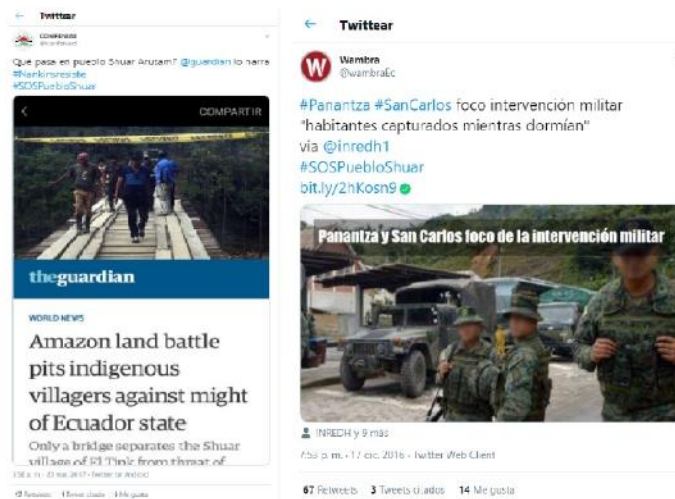 Twittear
Qué pasa en pueblo Shuar Arutam? @guardian lo narra
#Nankinsresiste
#SOSPuebloShuar
COMPARTIR
theguardian
WORLD NEWS
Amazon land battle
pits indigenous
villagers against might
of Ecuador state
Only a bridge separates the Shuar
village of El Tink from threat of
Twittear
Wambra
@wambraEc
#Panantza #SanCarlos foco intervención militar
"habitantes capturados mientras dormían"
via @inredh1
#SOSPuebloShuar
bit.ly/2hKosn9
Panantza y San Carlos foco de la intervención militar
INREDH y 9 más
7:53 p. m. · 17 dic. 2016 · Twitter Web Client
67 Retweets 3 Tweets citados 14 Me gusta